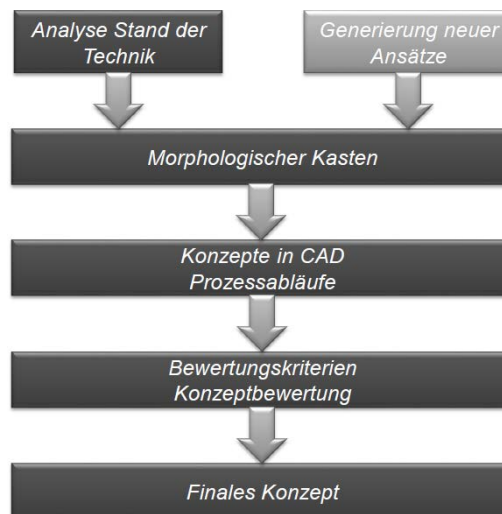 Analyse Stand der
Technik
Generierung neuer
Ansätze
Morphologischer Kasten
Konzepte in CAD
Prozessabläufe
Bewertungskriterien
Konzeptbewertung
Finales Konzept